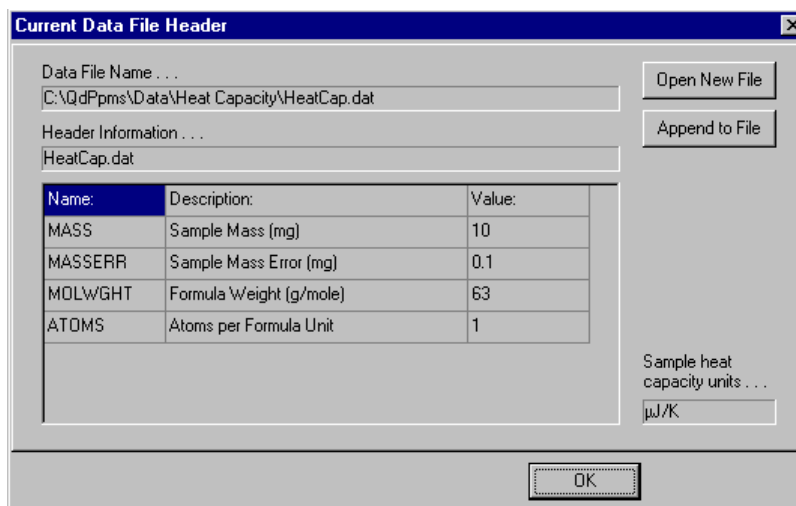 Current Data File Header
Data File Name . . .
C:\QdPpms\Data\Heat Capacity\HeatCap.dat
Open New File
Header Information . . .
Append to File
HeatCap.dat
Name: Description: Value:
MASS Sample Mass (mg) 10
MASSERR Sample Mass Error (mg) 0.1
MOLWGHT Formula Weight (g/mole) 63
ATOMS Atoms per Formula Unit 1
Sample heat
capacity units . . .
µJ/K
OK